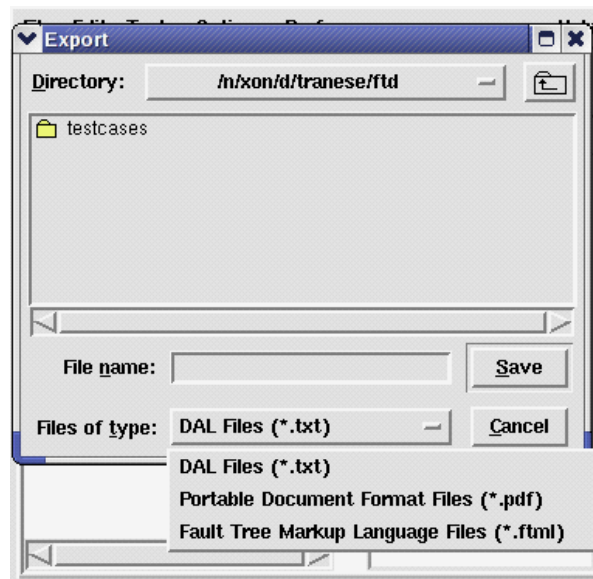 Export
Directory: /n/xon/d/tranese/ftd
testcases
File name: Save
Files of type: DAL Files (*.txt) Cancel
DAL Files (*.txt)
Portable Document Format Files (*.pdf)
Fault Tree Markup Language Files (*.ftml)